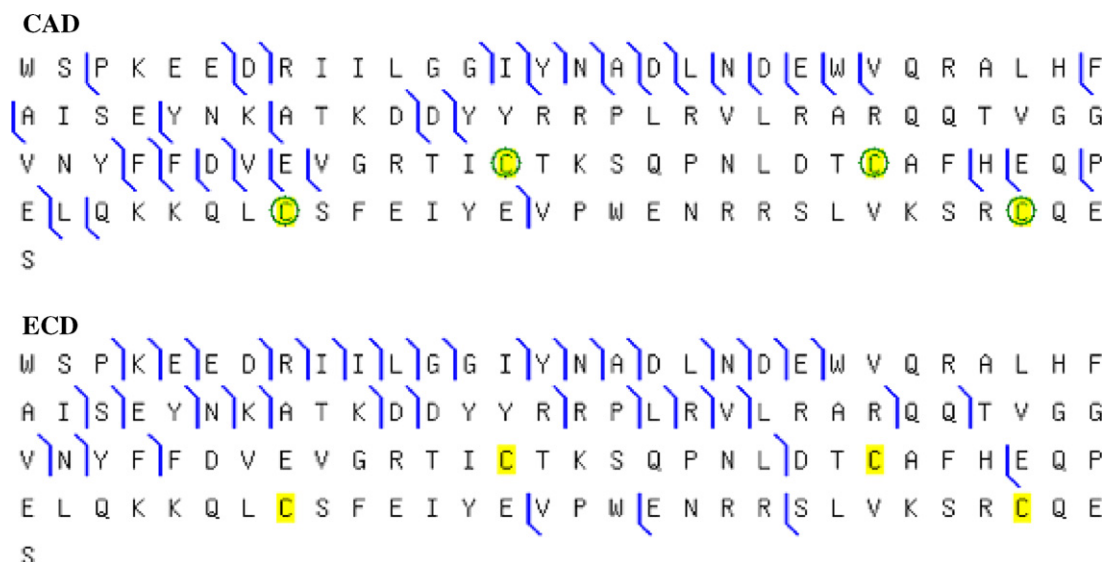 CAD
W S P K E E D R I I L G G I Y N A D L N D E W V Q R A L H F
A I S E Y N K A T K D D Y Y R R P L R V L R A R Q Q T V G G
V N Y F F D V E V G R T I C T K S Q P N L D T C A F H E Q P
E L Q K K Q L C S F E I Y E V P W E N R R S L V K S R C Q E
S
ECD
W S P K E E D R I I L G G I Y N A D L N D E W V Q R A L H F
A I S E Y N K A T K D D Y Y R R P L R V L R A R Q Q T V G G
V N Y F F D V E V G R T I C T K S Q P N L D T C A F H E Q P
E L Q K K Q L C S F E I Y E V P W E N R R S L V K S R C Q E
S